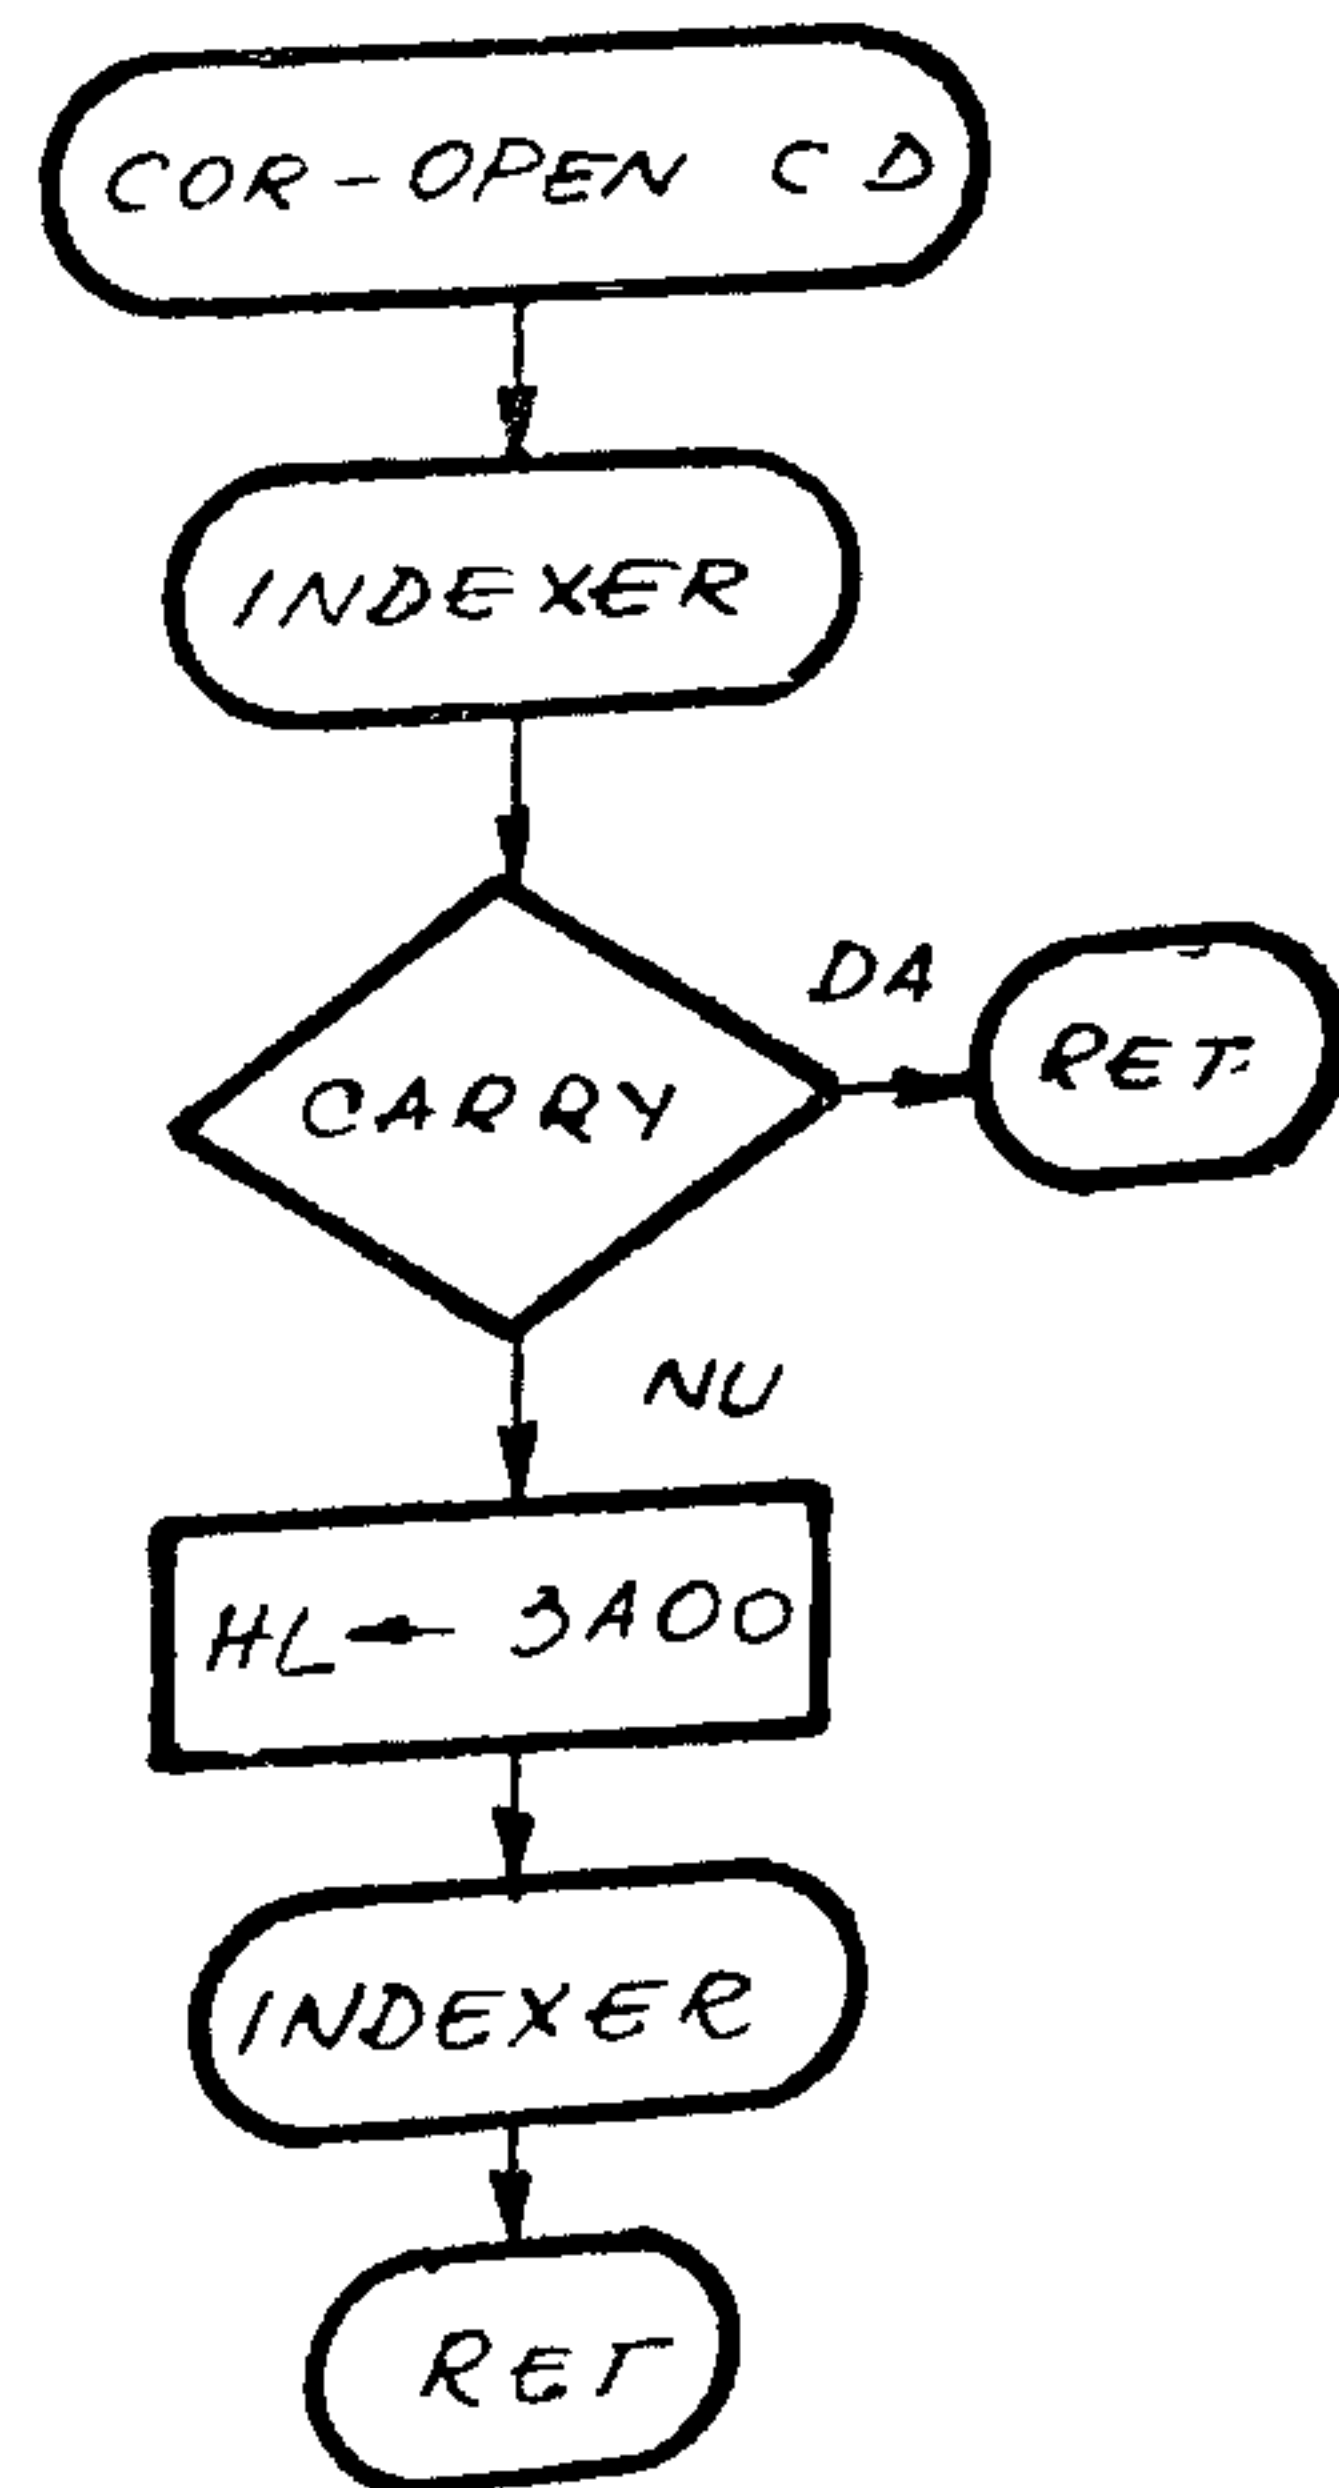 COR-OPEN CD
INDEXER
DA
CARRY
RET
NU
HL ← 3A00
INDEXER
RET